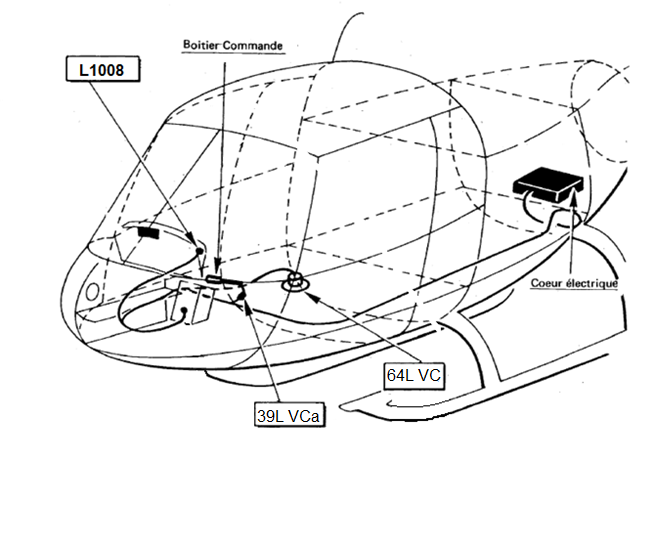 Boitier Commande
L1008
Coeur électrique
64L VC
39L VCa